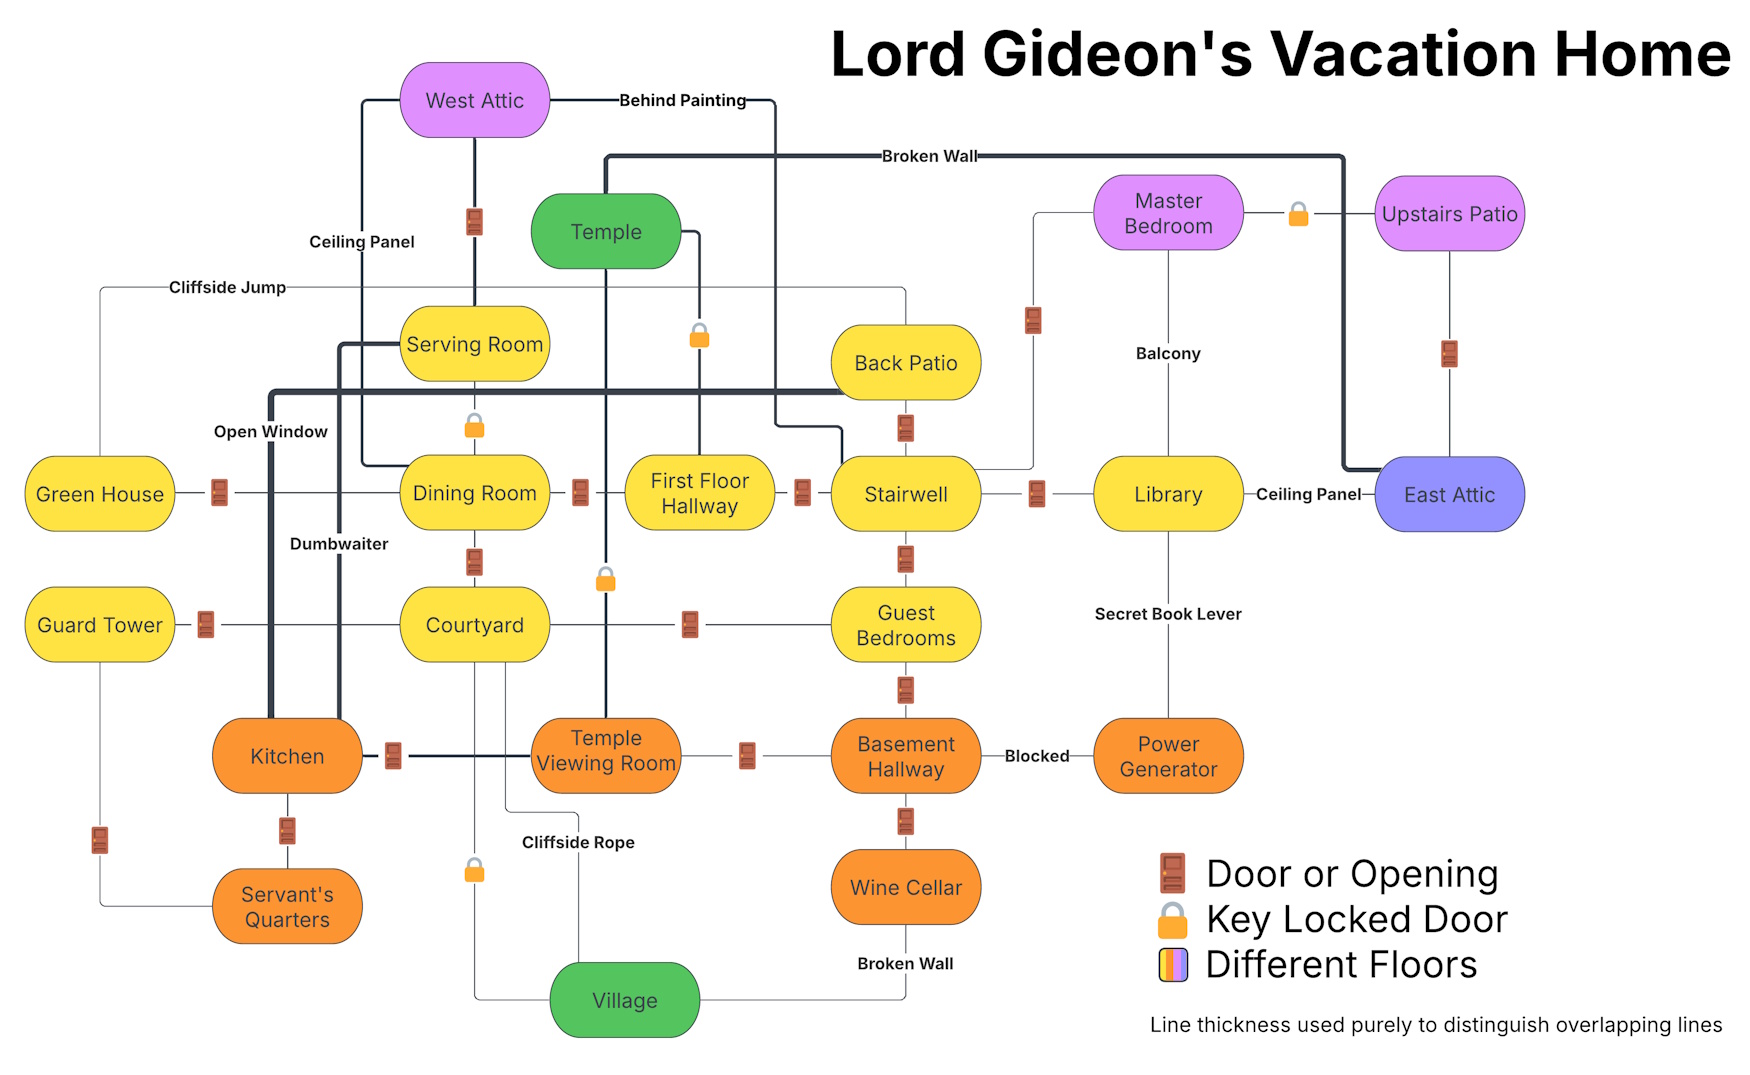 Lord Gideon's Vacation Home
West Attic
Behind Painting
Broken Wall
Master
Bedroom
Upstairs Patio
Temple
Ceiling Panel
Cliffside Jump
Serving Room
Back Patio
Balcony
Open Window
Green House
Dining Room
First Floor
Hallway
Stairwell
Library
Ceiling Panel
East Attic
Dumbwaiter
Guard Tower
Courtyard
Guest
Bedrooms
Secret Book Lever
Kitchen
Temple
Viewing Room
Basement
Hallway
Blocked
Power
Generator
Cliffside Rope
Servant's
Quarters
Wine Cellar
Broken Wall
Village
Door or Opening
Key Locked Door
Different Floors
Line thickness used purely to distinguish overlapping lines